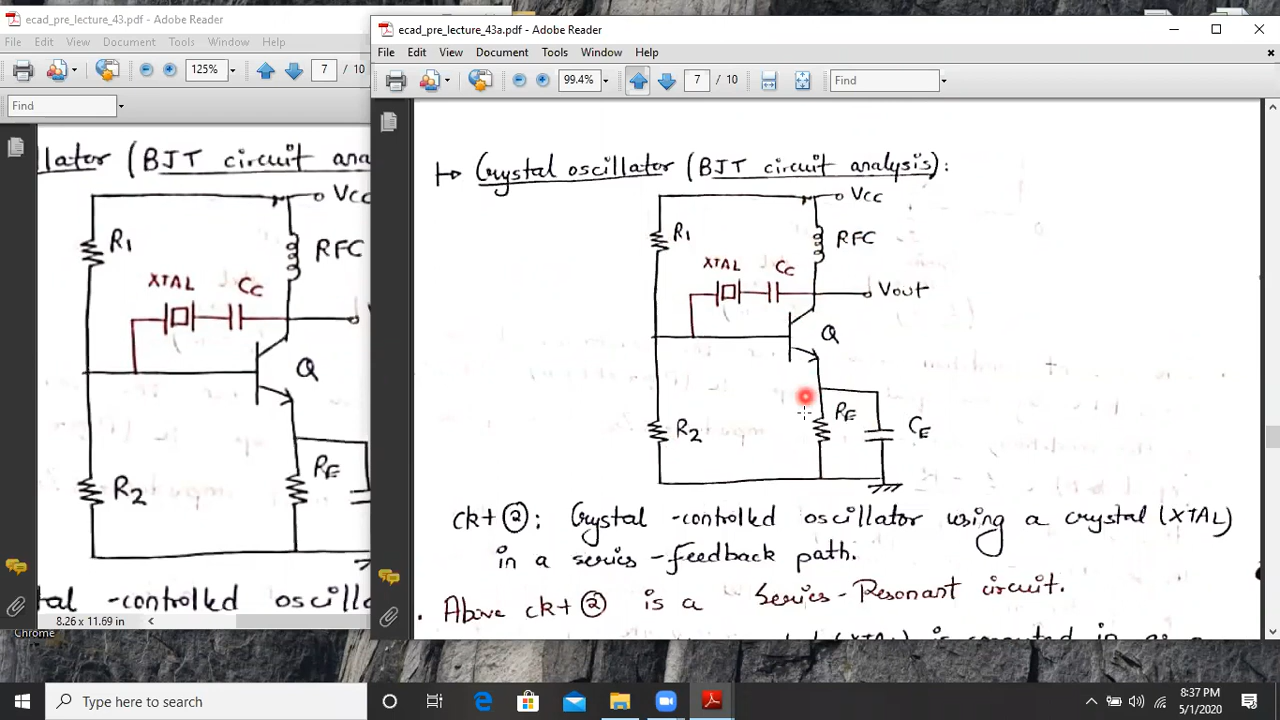 ecad_pre_lecture_43.pdf - Adobe Reader
File Edit View Document Tools Window Help
125% 7 / 10
Find
lator (BJT circuit ana
Vcc
R1
RFC
XTAL
Cc
Q
R2
RE
tal -controlled oscillo
8.26 x 11.69 in
Chrome
ecad_pre_lecture_43a.pdf - Adobe Reader
File Edit View Document Tools Window Help
7 / 10 99.4% Find
Crystal oscillator (BJT circuit analysis):
Vcc
R1
RFC
XTAL
Cc
Vout
Q
R2
RE
CE
ckt ②: Crystal -controlled oscillator using a crystal (XTAL)
in a series -feedback path.
. Above ckt ② is a Series - Resonant circuit.
Type here to search
8:37 PM
5/1/2020